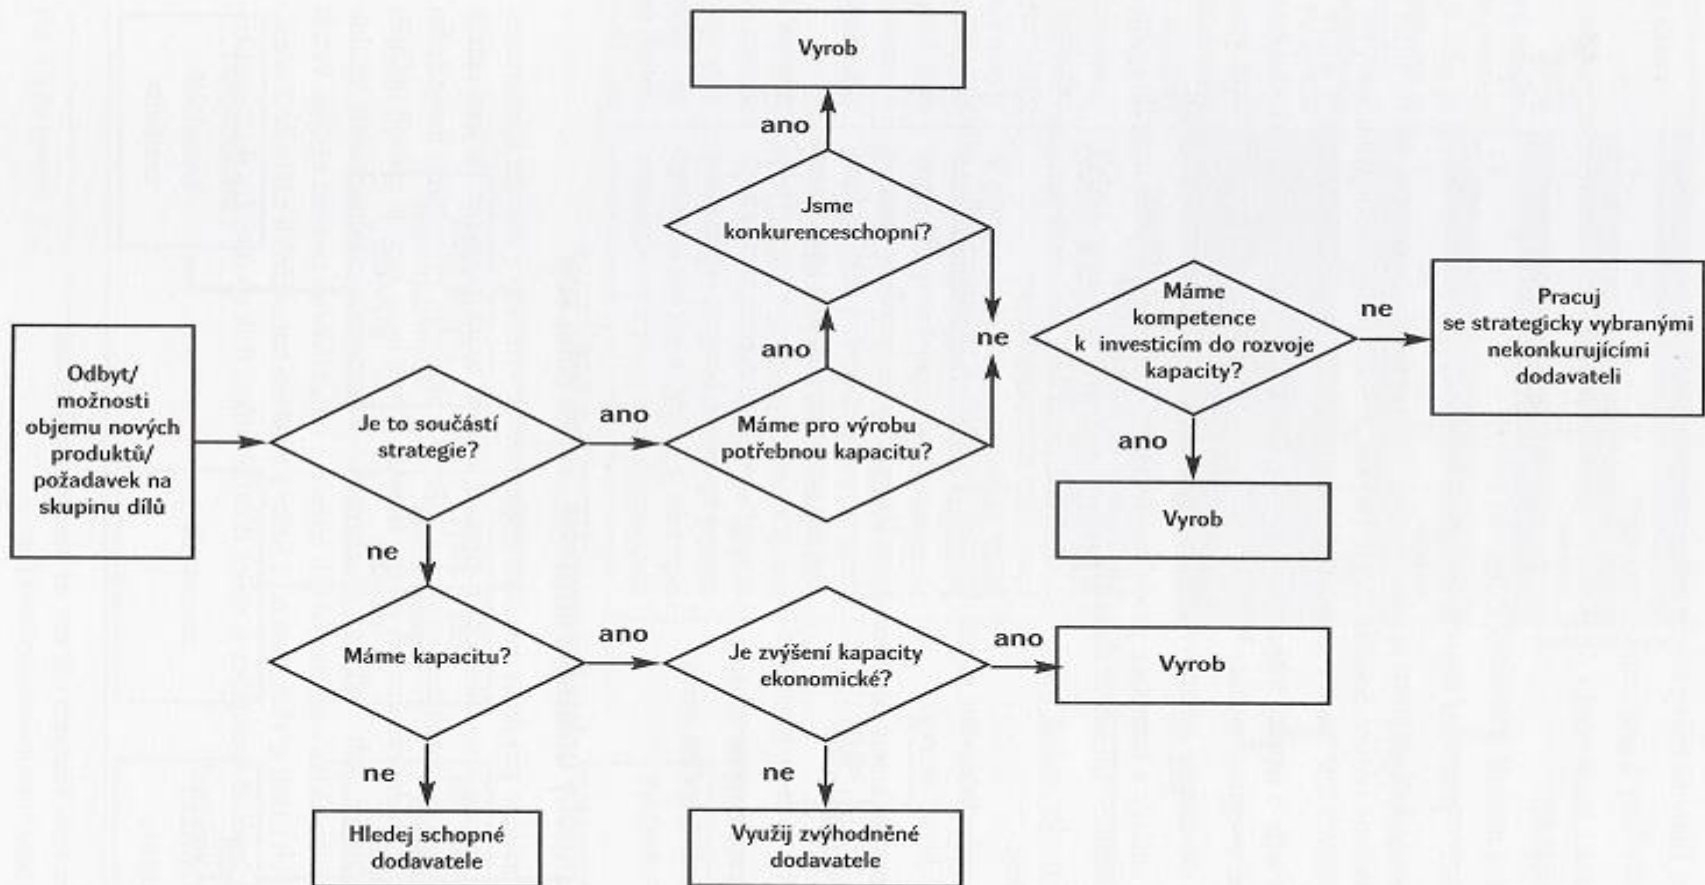 Vyrob
ano
Jsme
konkurenceschopní?
ne
Máme
kompetence
k investicím do rozvoje
kapacity?
ne
Pracuj
se strategicky vybranými
nekonkurujícími
dodavateli
ano
Vyrob
Odbyt/
možnosti
objemu nových
produktů/
požadavek na
skupinu dílů
Je to součástí
strategie?
ano
Máme pro výrobu
potřebnou kapacitu?
ano
ne
Máme kapacitu?
ano
Je zvýšení kapacity
ekonomické?
ano
Vyrob
ne
Hledej schopné
dodavatele
ne
Využij zvýhodněné
dodavatele